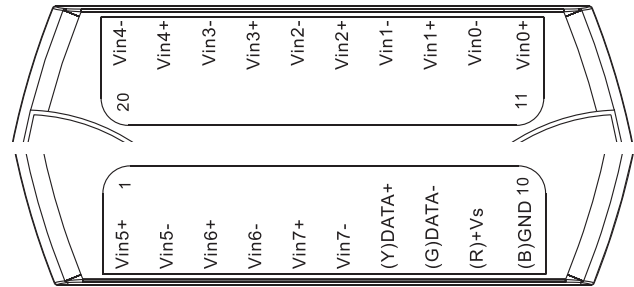 Vin4- Vin4+ Vin3- Vin3+ Vin2- Vin2+ Vin1- Vin1+ Vin0- Vin0+
20 11
1 10
Vin5+ Vin5- Vin6+ Vin6- Vin7+ Vin7- (Y)DATA+ (G)DATA- (R)+Vs (B)GND